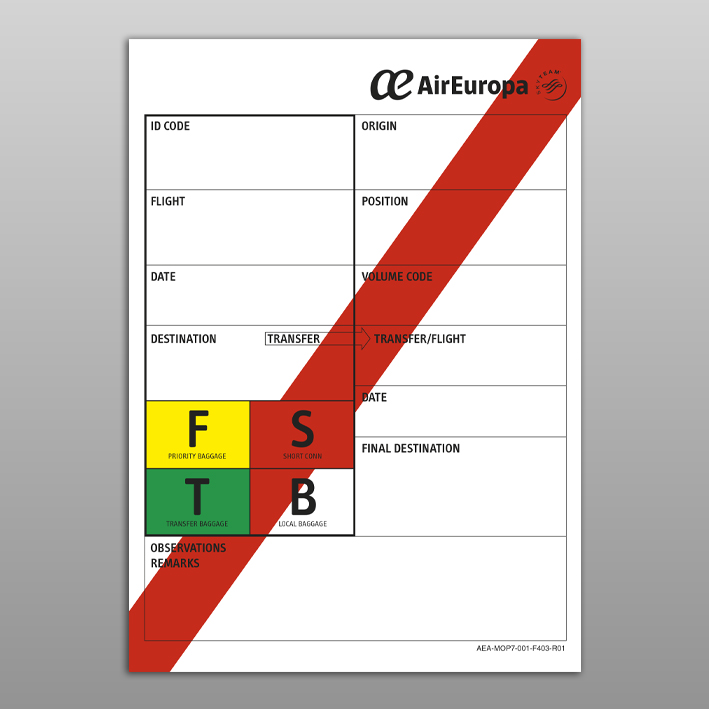 æ AirEuropa SKYTEAM
ID CODE
ORIGIN
FLIGHT
POSITION
DATE
VOLUME CODE
DESTINATION
TRANSFER
TRANSFER/FLIGHT
DATE
F
PRIORITY BAGGAGE
S
SHORT CONN.
FINAL DESTINATION
T
TRANSFER BAGGAGE
B
LOCAL BAGGAGE
OBSERVATIONS
REMARKS
AEA-MOP7-001-F403-R01